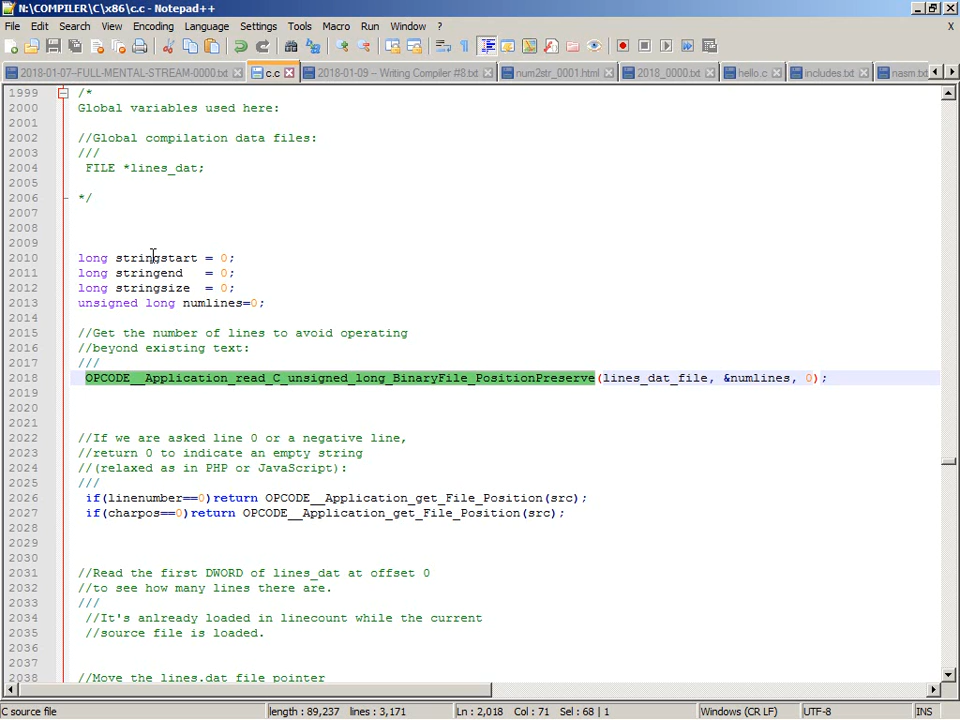 N:\COMPILER\C\x86\c.c - Notepad++
File Edit Search View Encoding Language Settings Tools Macro Run Window ?
X
2018-01-07-FULL-MENTAL-STREAM-0000.txt c.c 2018-01-09 -- Writing Compiler #8.txt num2str_0001.html 2018_0000.txt hello.c includes.txt nasm.txt
1999 /*
2000 Global variables used here:
2001
2002 //Global compilation data files:
2003 ///
2004 FILE *lines_dat;
2005
2006 */
2007
2008
2009
2010 long stringstart = 0;
2011 long stringend   = 0;
2012 long stringsize  = 0;
2013 unsigned long numlines=0;
2014
2015 //Get the number of lines to avoid operating
2016 //beyond existing text:
2017 ///
2018 OPCODE__Application_read_C_unsigned_long_BinaryFile_PositionPreserve(lines_dat_file, &numlines, 0);
2019
2020
2021
2022 //If we are asked line 0 or a negative line,
2023 //return 0 to indicate an empty string
2024 //(relaxed as in PHP or JavaScript):
2025 ///
2026 if(linenumber==0)return OPCODE__Application_get_File_Position(src);
2027 if(charpos==0)return OPCODE__Application_get_File_Position(src);
2028
2029
2030
2031 //Read the first DWORD of lines_dat at offset 0
2032 //to see how many lines there are.
2033 ///
2034 //It's anlready loaded in linecount while the current
2035 //source file is loaded.
2036
2037
2038 //Move the lines.dat file pointer
C source file length : 89,237 lines : 3,171 Ln : 2,018 Col : 71 Sel : 68 | 1 Windows (CR LF) UTF-8 INS